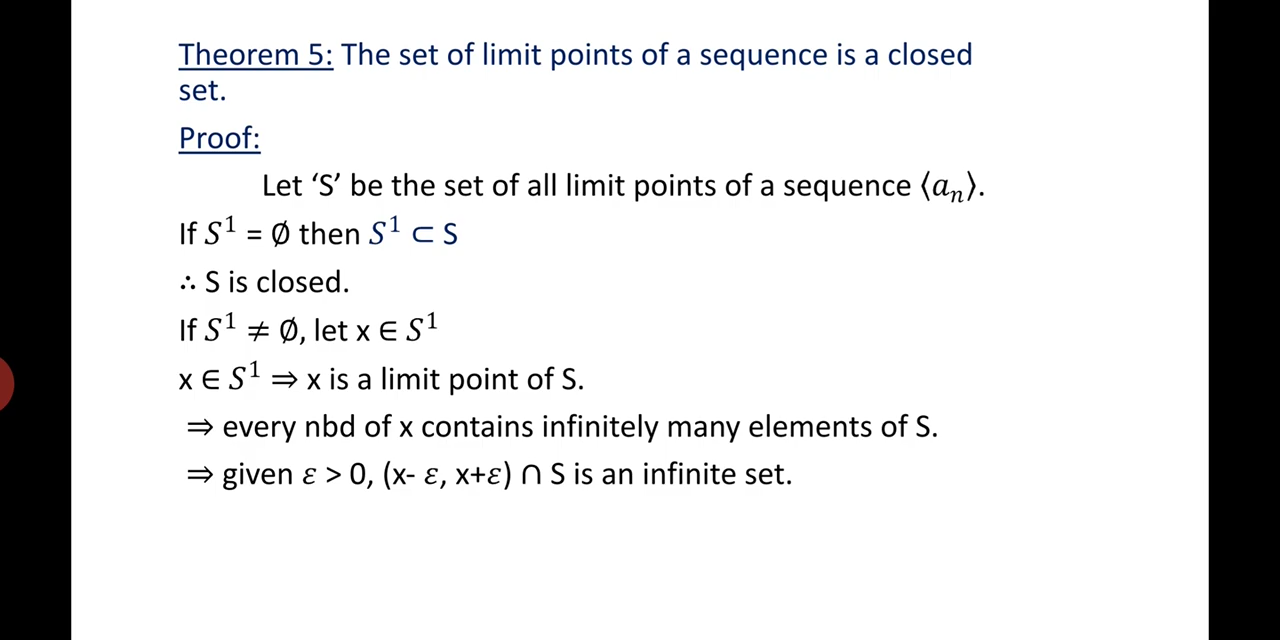 Theorem 5: The set of limit points of a sequence is a closed
set.
Proof:
Let ‘S’ be the set of all limit points of a sequence ⟨aₙ⟩.
If S¹ = ∅ then S¹ ⊂ S
∴ S is closed.
If S¹ ≠ ∅, let x ∈ S¹
x ∈ S¹ ⇒ x is a limit point of S.
⇒ every nbd of x contains infinitely many elements of S.
⇒ given ε > 0, (x- ε, x+ε) ∩ S is an infinite set.